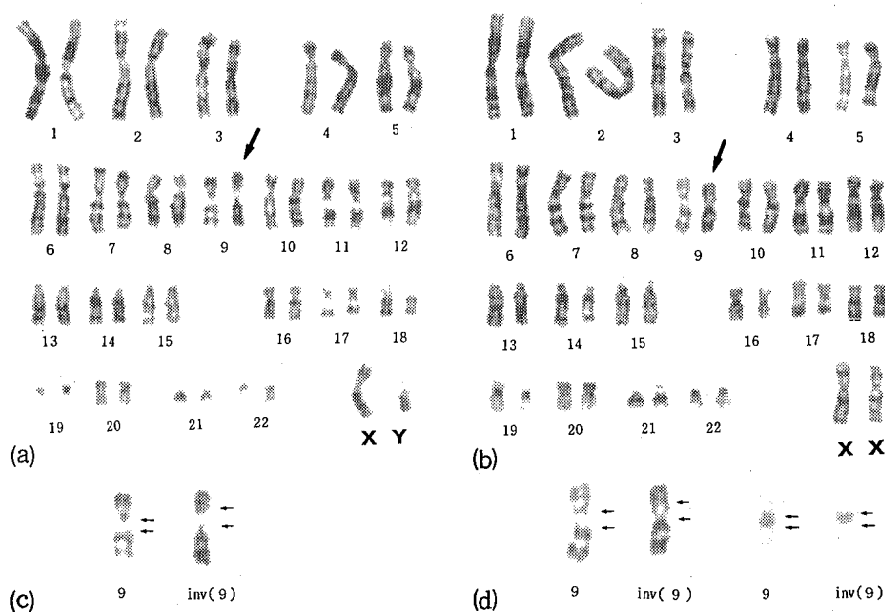 1 2 3 4 5
6 7 8 9 10 11 12
13 14 15 16 17 18
19 20 21 22 X Y
(a)
1 2 3 4 5
6 7 8 9 10 11 12
13 14 15 16 17 18
19 20 21 22 X X
(b)
9 inv(9)
(c)
9 inv(9) 9 inv(9)
(d)